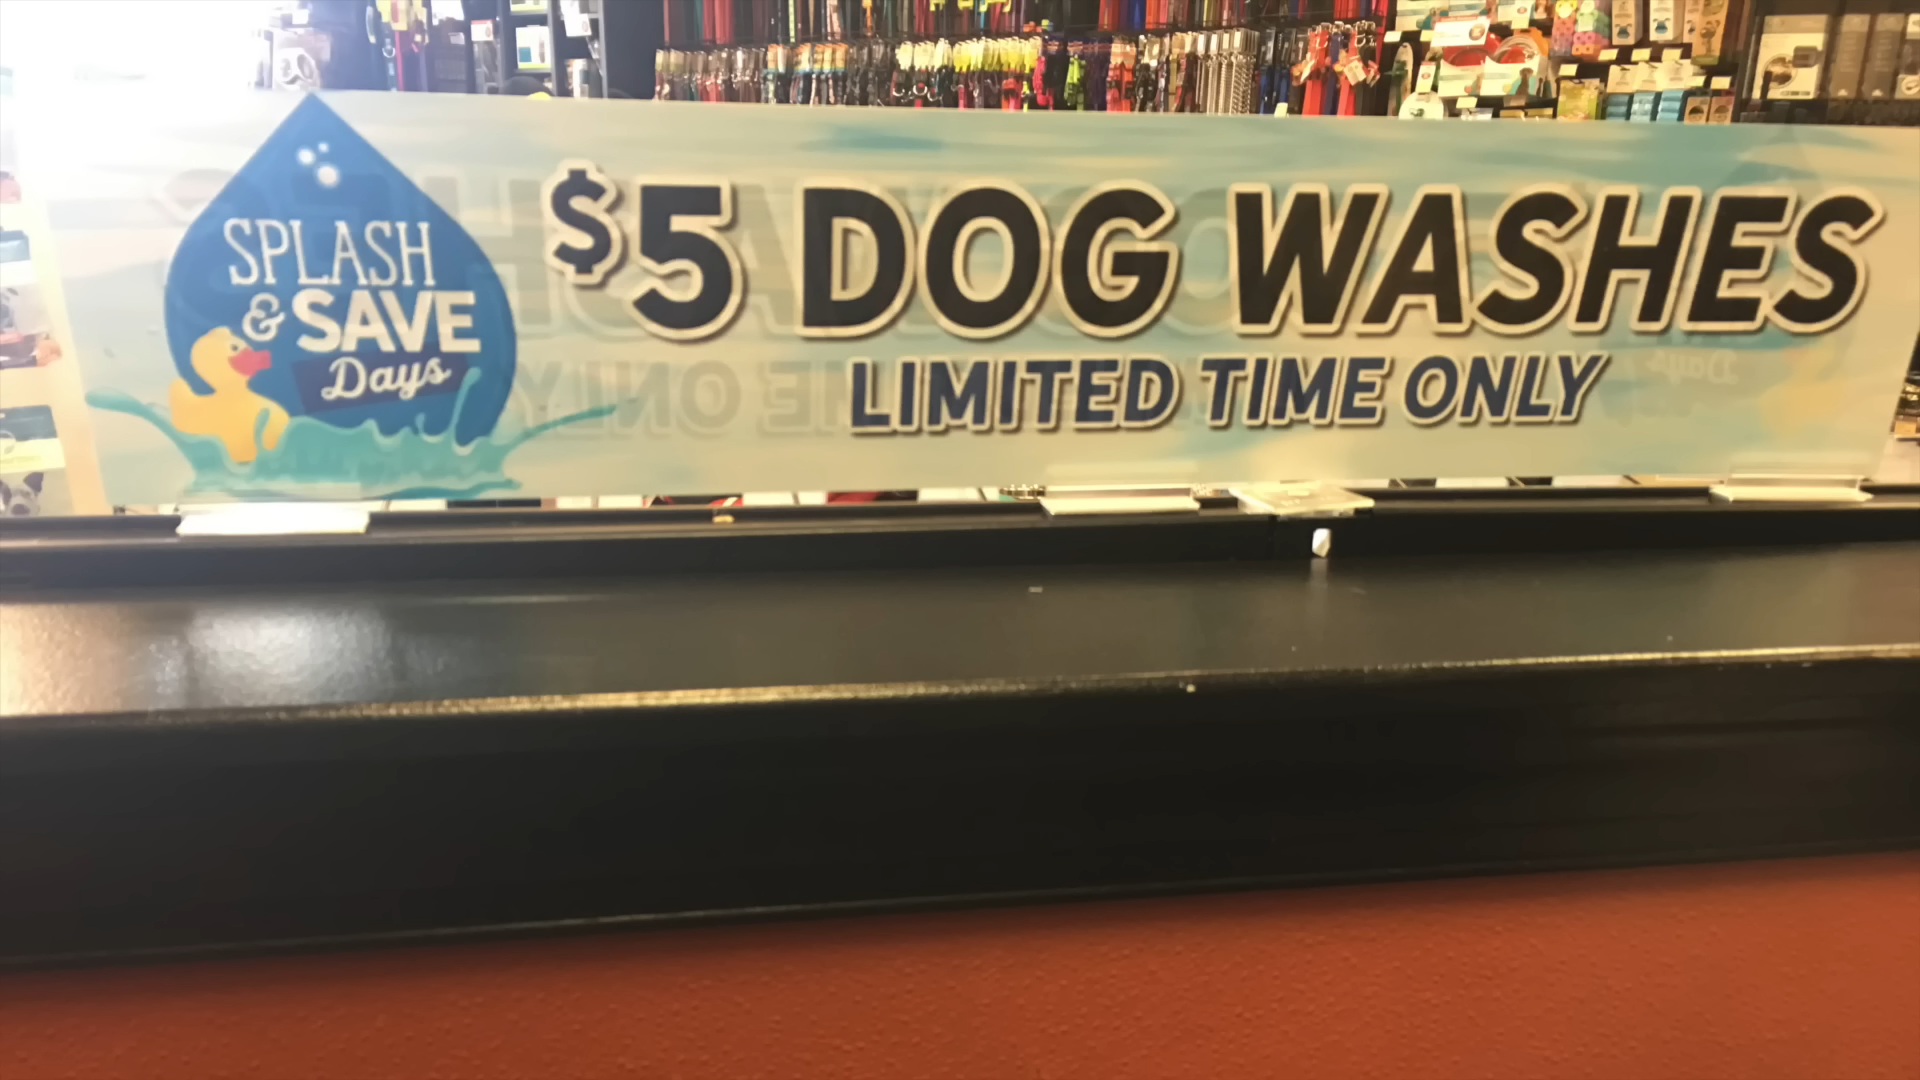 SPLASH
& SAVE
Days
$5 DOG WASHES
LIMITED TIME ONLY